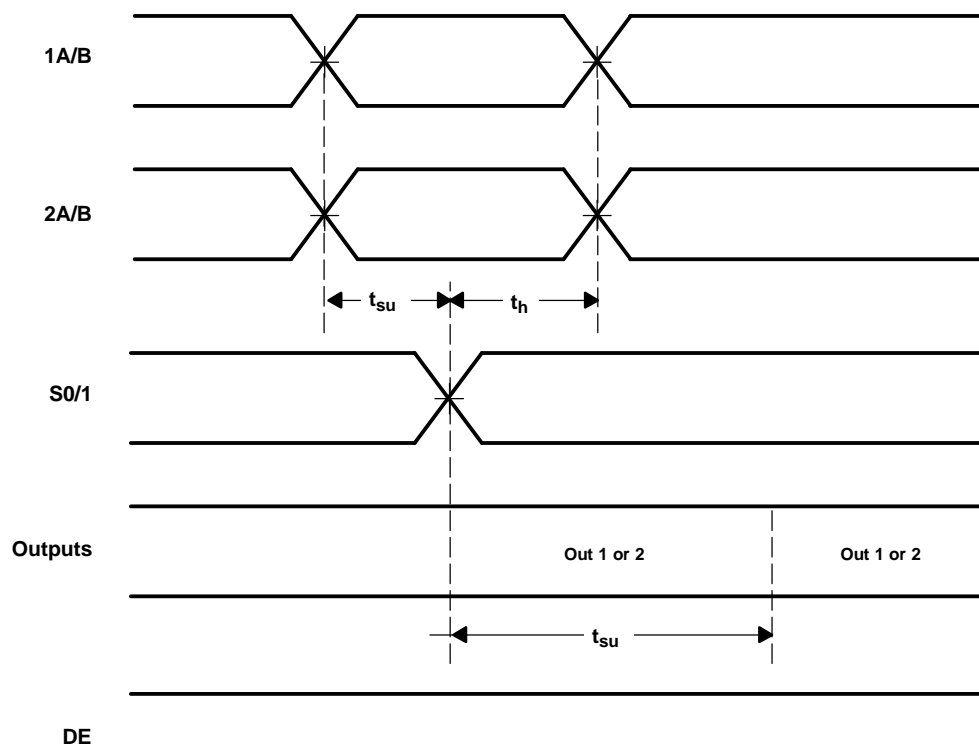 1A/B
2A/B
tsu
th
S0/1
Outputs
Out 1 or 2
Out 1 or 2
tsu
DE